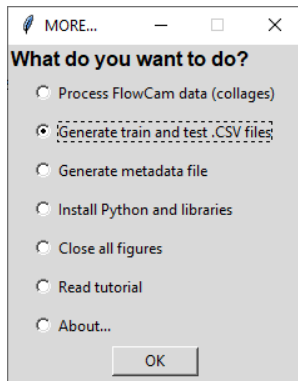 MORE...
What do you want to do?
Process FlowCam data (collages)
Generate train and test .CSV files
Generate metadata file
Install Python and libraries
Close all figures
Read tutorial
About...
OK